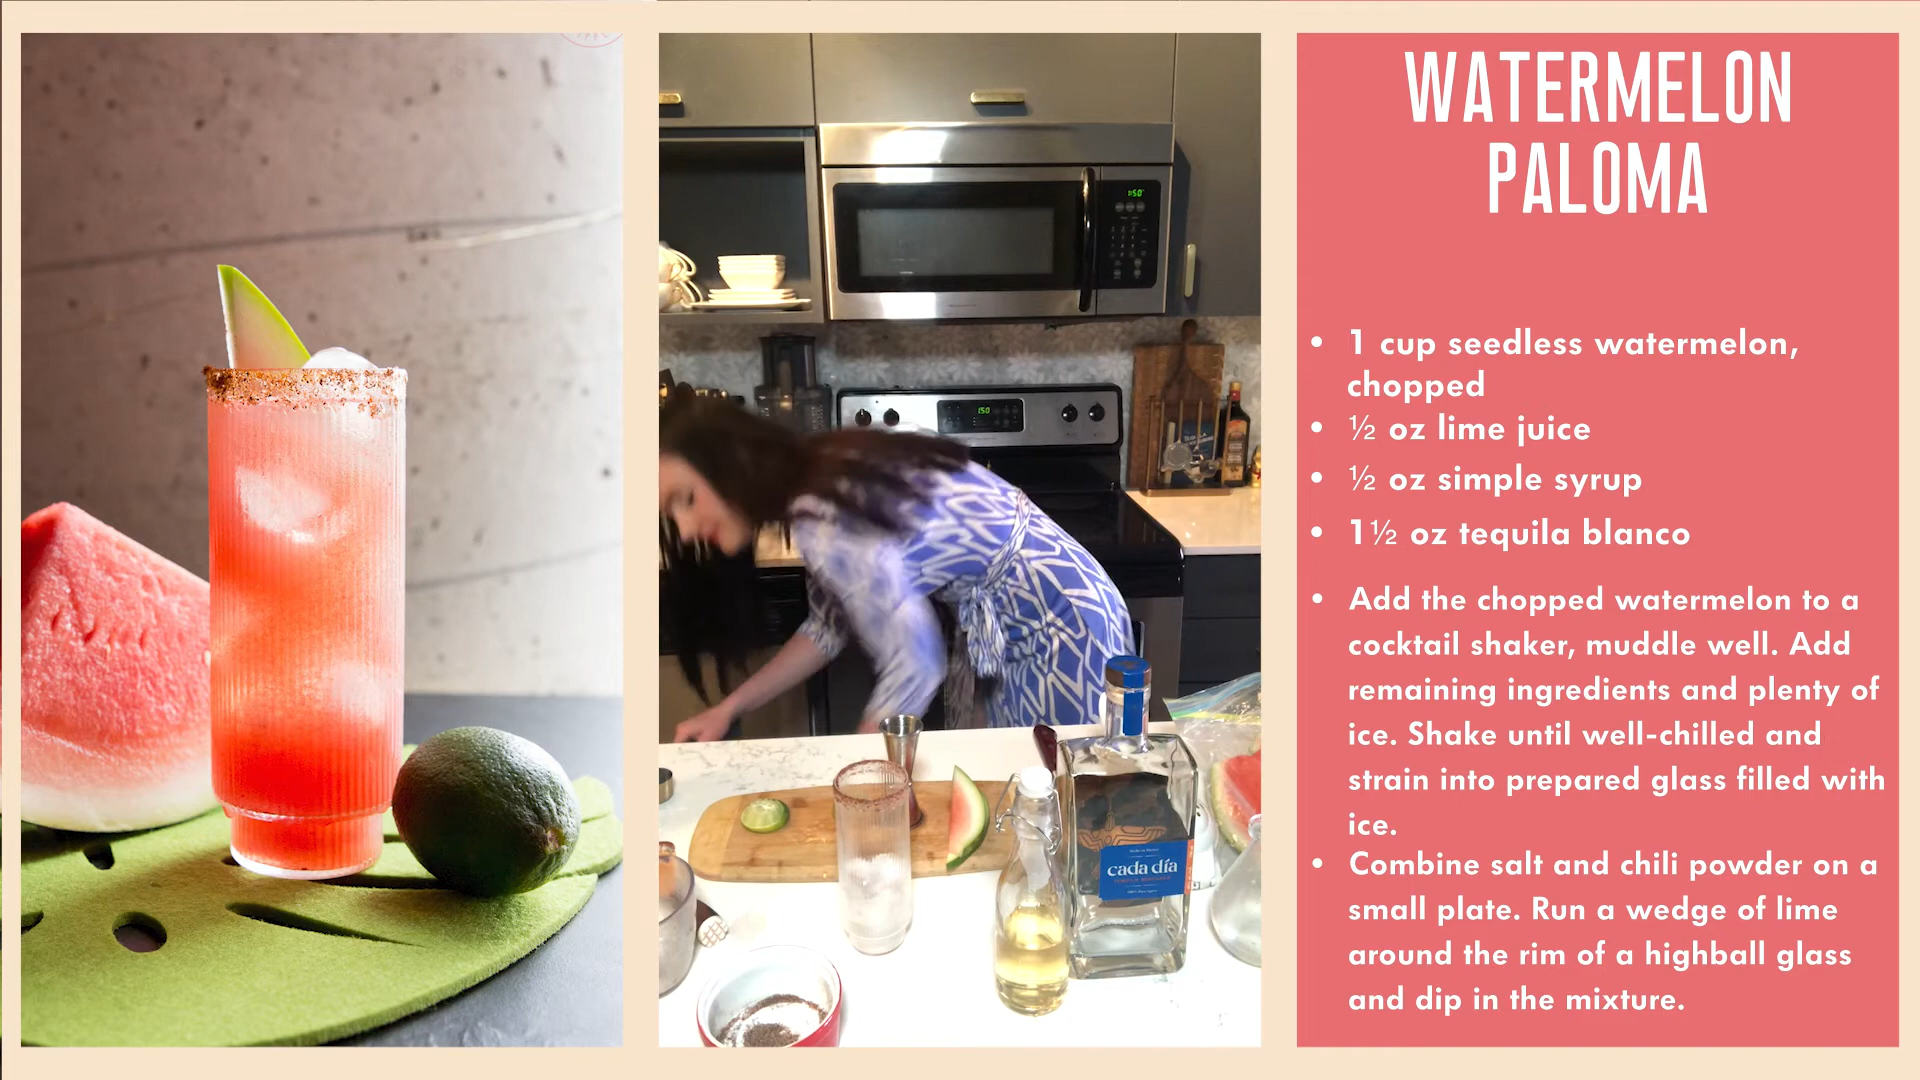 WATERMELON
PALOMA
• 1 cup seedless watermelon,
chopped
• ½ oz lime juice
• ½ oz simple syrup
• 1½ oz tequila blanco
• Add the chopped watermelon to a
cocktail shaker, muddle well. Add
remaining ingredients and plenty of
ice. Shake until well-chilled and
strain into prepared glass filled with
ice.
• Combine salt and chili powder on a
small plate. Run a wedge of lime
around the rim of a highball glass
and dip in the mixture.
cada día